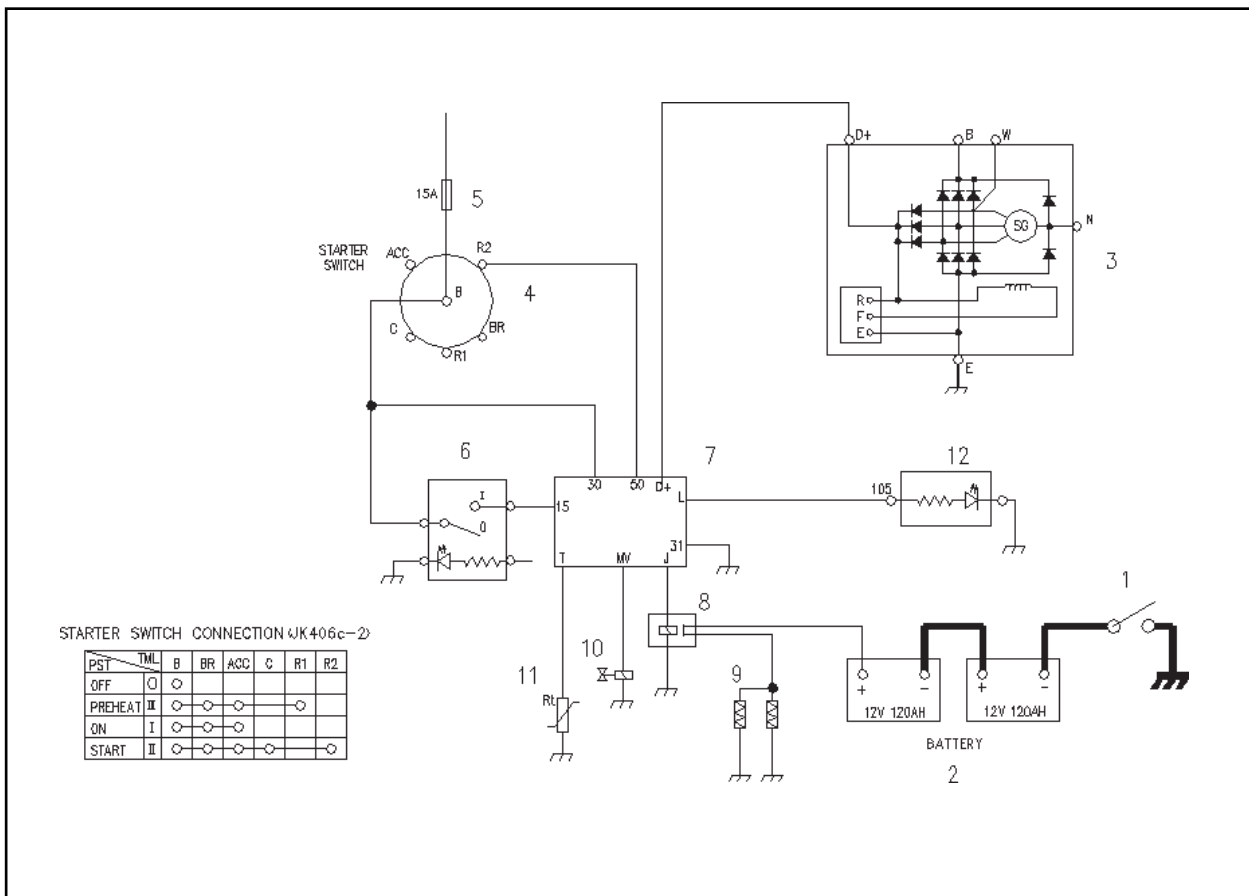 D+ B W
15A 5
N
SG
3
STARTER
SWITCH
ACC R2
B 4
C BR
R1
R
F
E
E
6
7
12
30 50 D+
I
15 L
105
O
31
T MV J
1
8
STARTER SWITCH CONNECTION (JK406c-2)
PST TML B BR ACC C R1 R2
OFF O
PREHEAT III
ON I
START II
10
11
Rt
9
+ - + -
12V 120AH 12V 120AH
BATTERY
2